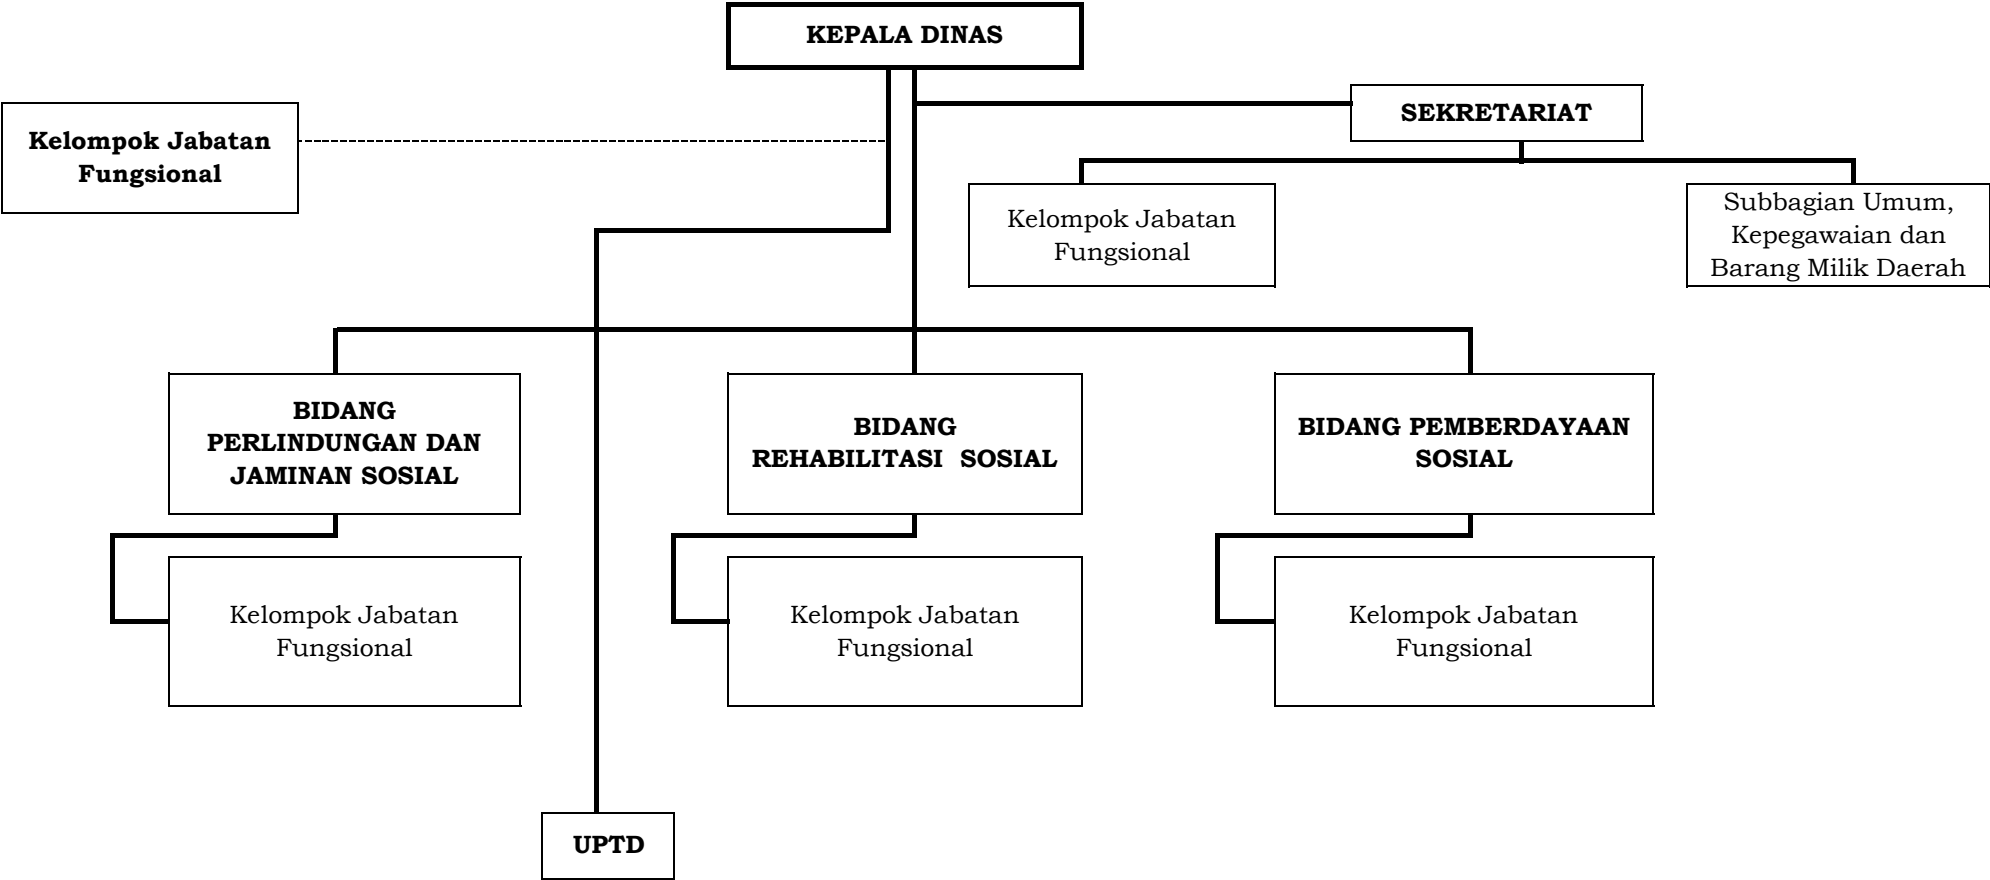 KEPALA DINAS
SEKRETARIAT
Kelompok Jabatan
Fungsional
Kelompok Jabatan
Fungsional
Subbagian Umum,
Kepegawaian dan
Barang Milik Daerah
BIDANG
PERLINDUNGAN DAN
JAMINAN SOSIAL
BIDANG
REHABILITASI  SOSIAL
BIDANG PEMBERDAYAAN
SOSIAL
Kelompok Jabatan
Fungsional
Kelompok Jabatan
Fungsional
Kelompok Jabatan
Fungsional
UPTD